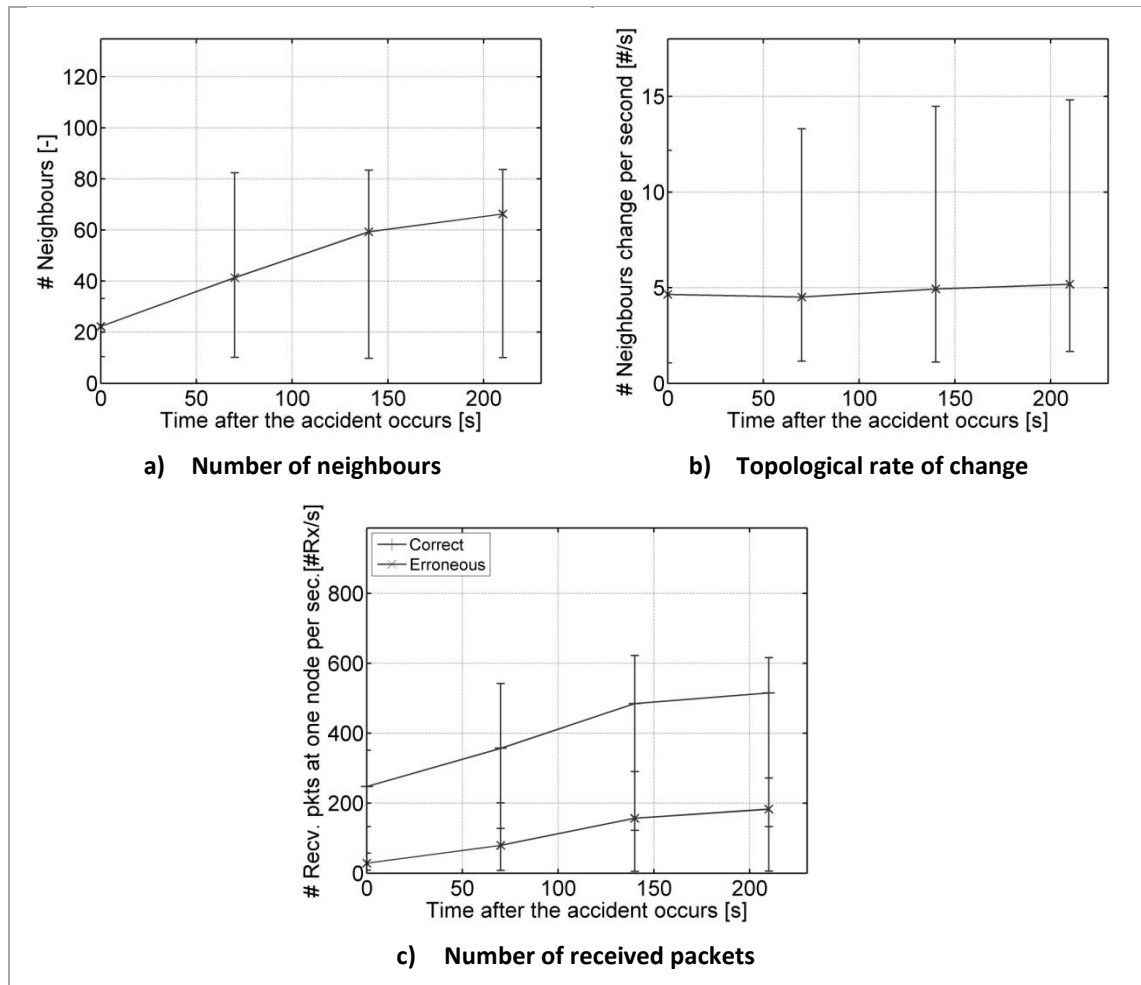 # Neighbours [-]
120
100
80
60
40
20
0
0 50 100 150 200
Time after the accident occurs [s]
a) Number of neighbours
# Neighbours change per second [#/s]
15
10
5
0
0 50 100 150 200
Time after the accident occurs [s]
b) Topological rate of change
# Recv. pkts at one node per sec.[#Rx/s]
Correct
Erroneous
800
600
400
200
0
0 50 100 150 200
Time after the accident occurs [s]
c) Number of received packets